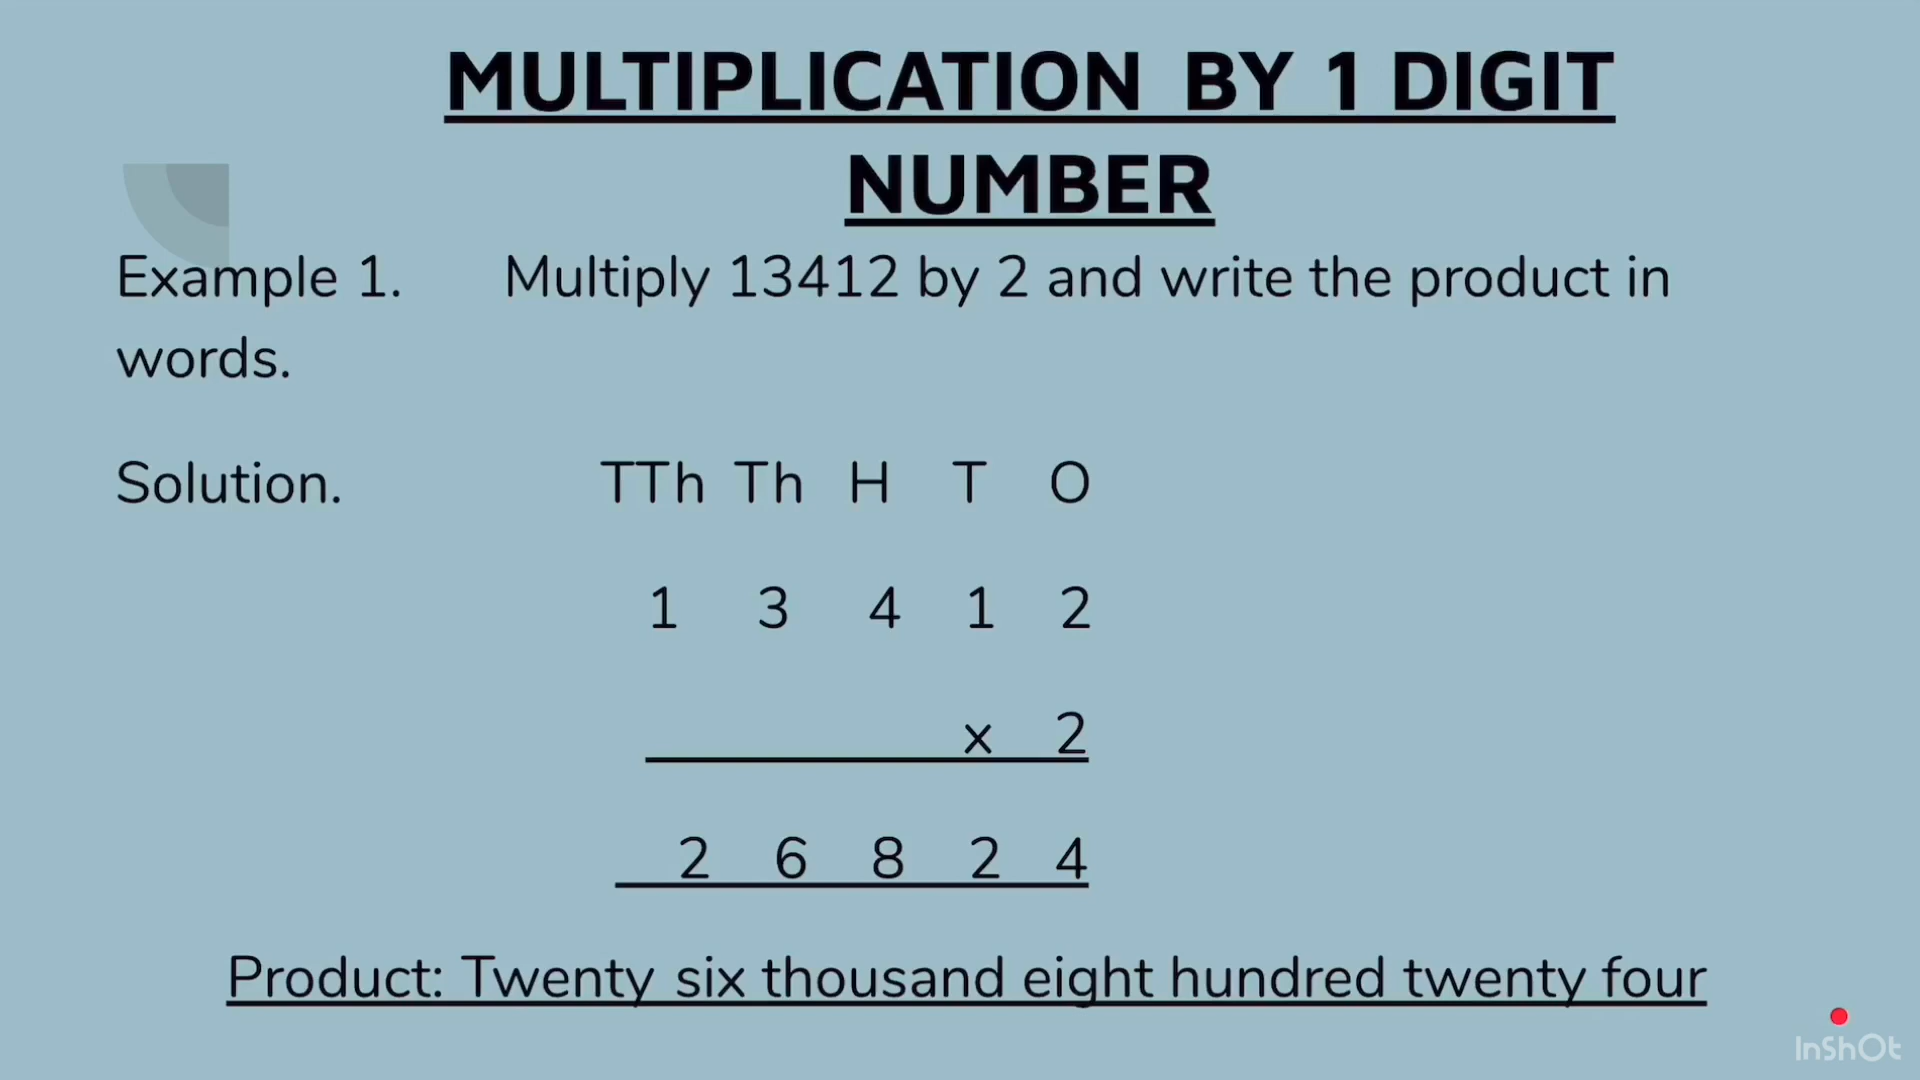 MULTIPLICATION BY 1 DIGIT
NUMBER
Example 1. Multiply 13412 by 2 and write the product in
words.
Solution. TTh Th H T O
1 3 4 1 2
x 2
2 6 8 2 4
Product: Twenty six thousand eight hundred twenty four
InShOt